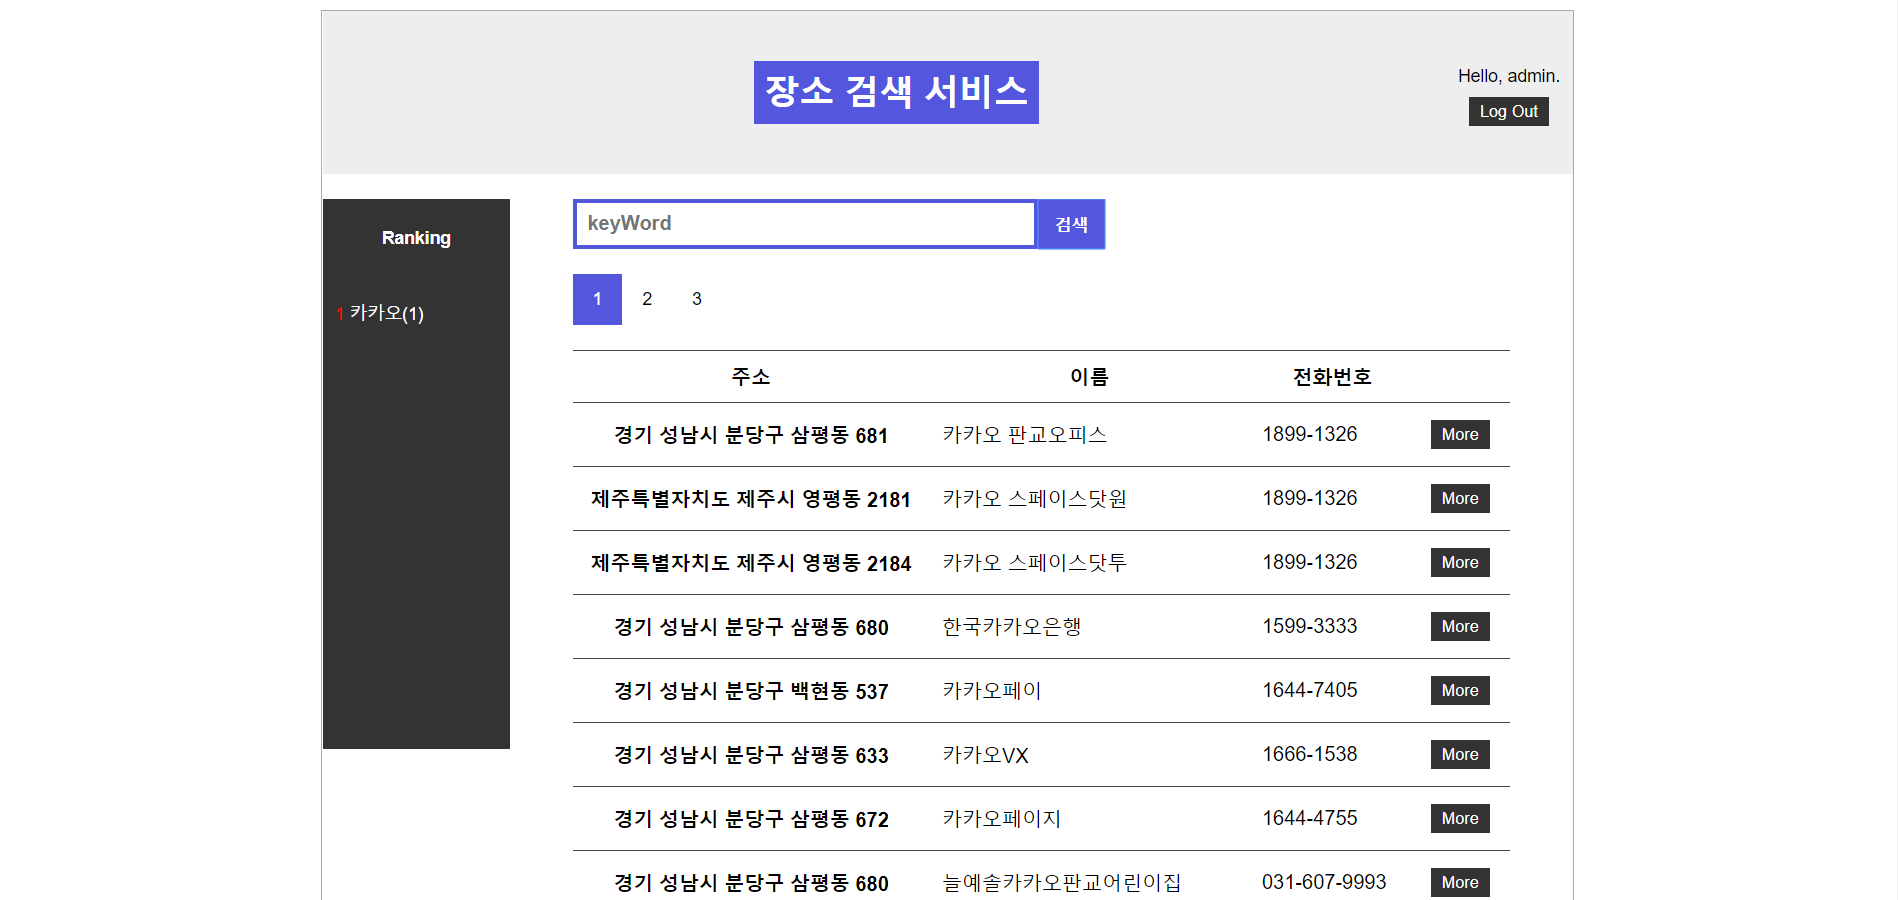 장소 검색 서비스
Hello, admin.
Log Out
Ranking
1 카카오(1)
keyWord 검색
1 2 3
주소 이름 전화번호
경기 성남시 분당구 삼평동 681 카카오 판교오피스 1899-1326 More
제주특별자치도 제주시 영평동 2181 카카오 스페이스닷원 1899-1326 More
제주특별자치도 제주시 영평동 2184 카카오 스페이스닷투 1899-1326 More
경기 성남시 분당구 삼평동 680 한국카카오은행 1599-3333 More
경기 성남시 분당구 백현동 537 카카오페이 1644-7405 More
경기 성남시 분당구 삼평동 633 카카오VX 1666-1538 More
경기 성남시 분당구 삼평동 672 카카오페이지 1644-4755 More
경기 성남시 분당구 삼평동 680 늘예솔카카오판교어린이집 031-607-9993 More